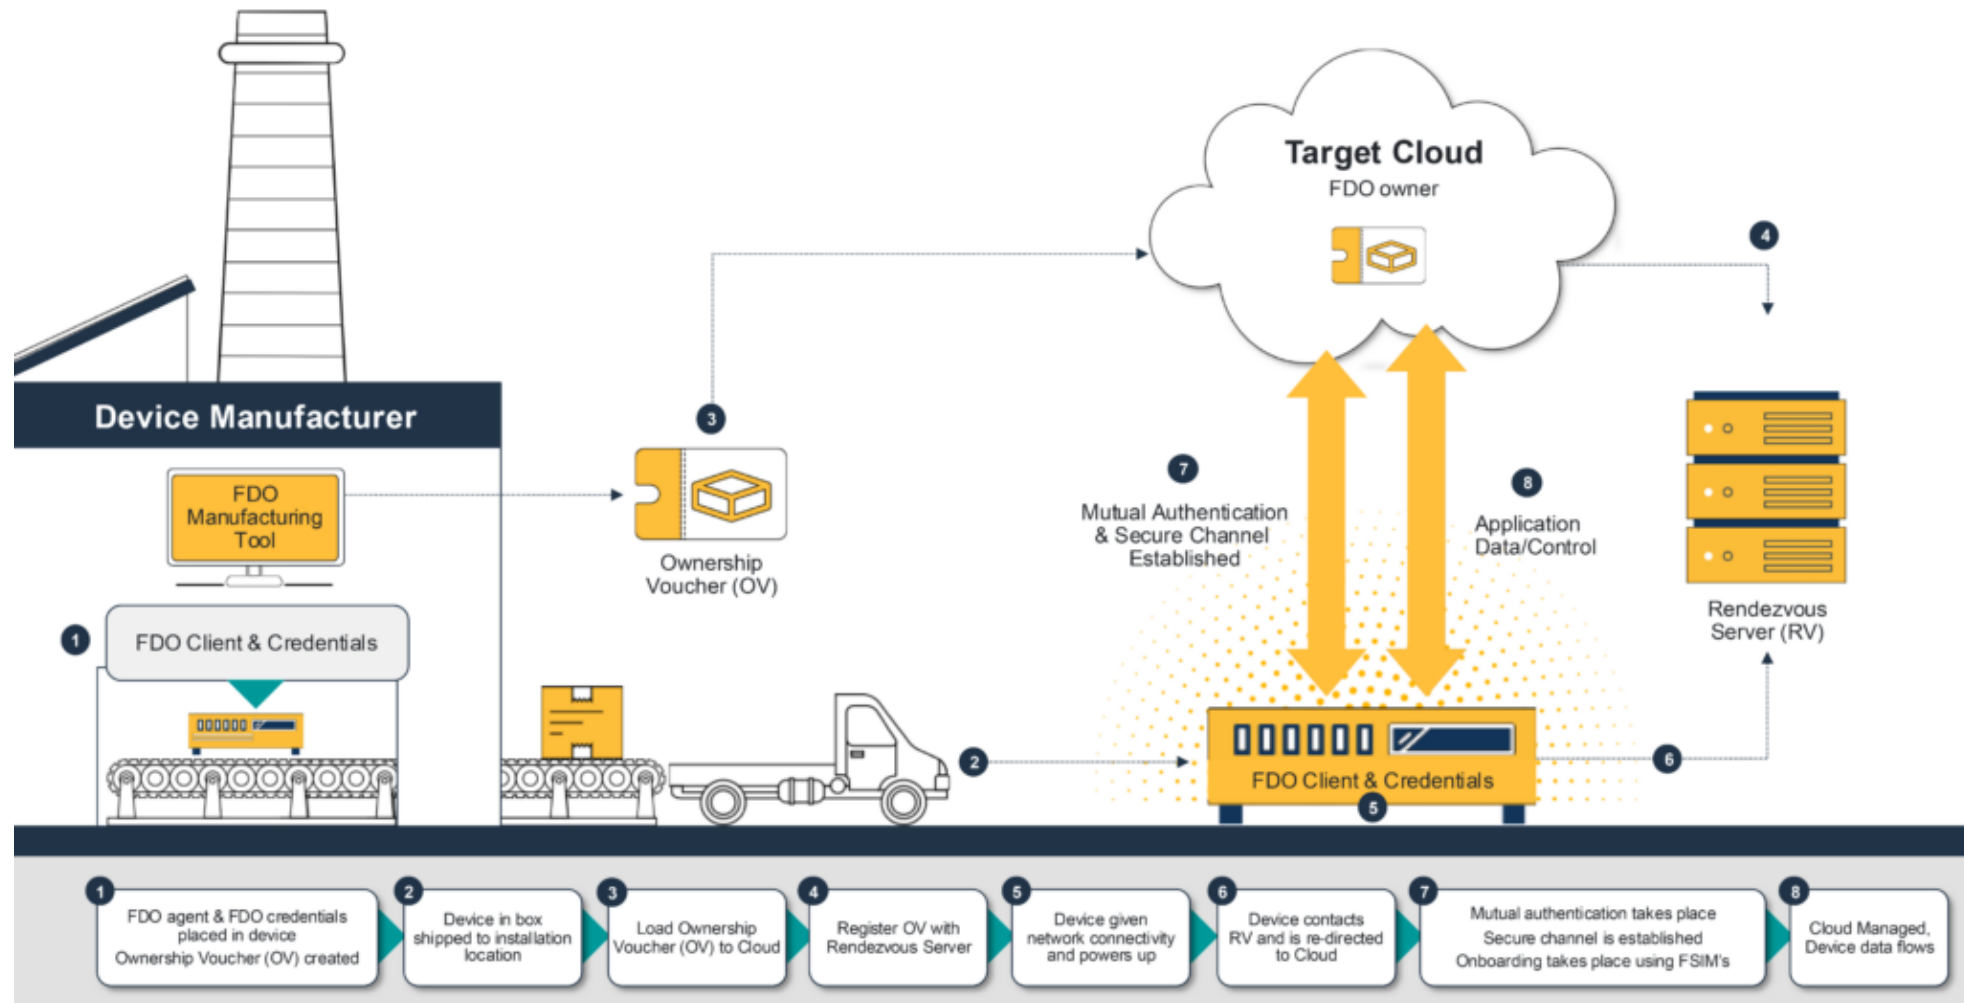 Target Cloud
FDO owner
4
Device Manufacturer
3
FDO
Manufacturing
Tool
Ownership
Voucher (OV)
7
Mutual Authentication
& Secure Channel
Established
8
Application
Data/Control
Rendezvous
Server (RV)
1
FDO Client & Credentials
2
FDO Client & Credentials
5
6
1
FDO agent & FDO credentials
placed in device
Ownership Voucher (OV) created
2
Device in box
shipped to installation
location
3
Load Ownership
Voucher (OV) to Cloud
4
Register OV with
Rendezvous Server
5
Device given
network connectivity
and powers up
6
Device contacts
RV and is re-directed
to Cloud
7
Mutual authentication takes place
Secure channel is established
Onboarding takes place using FSIM's
8
Cloud Managed,
Device data flows